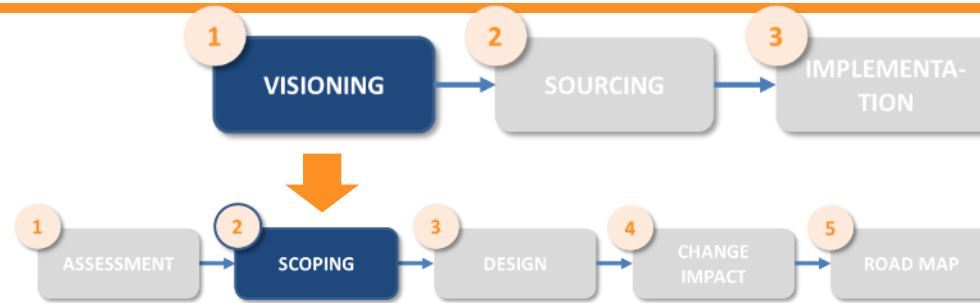 1
VISIONING
2
SOURCING
3
IMPLEMENTA-
TION
1
ASSESSMENT
2
SCOPING
3
DESIGN
4
CHANGE
IMPACT
5
ROAD MAP